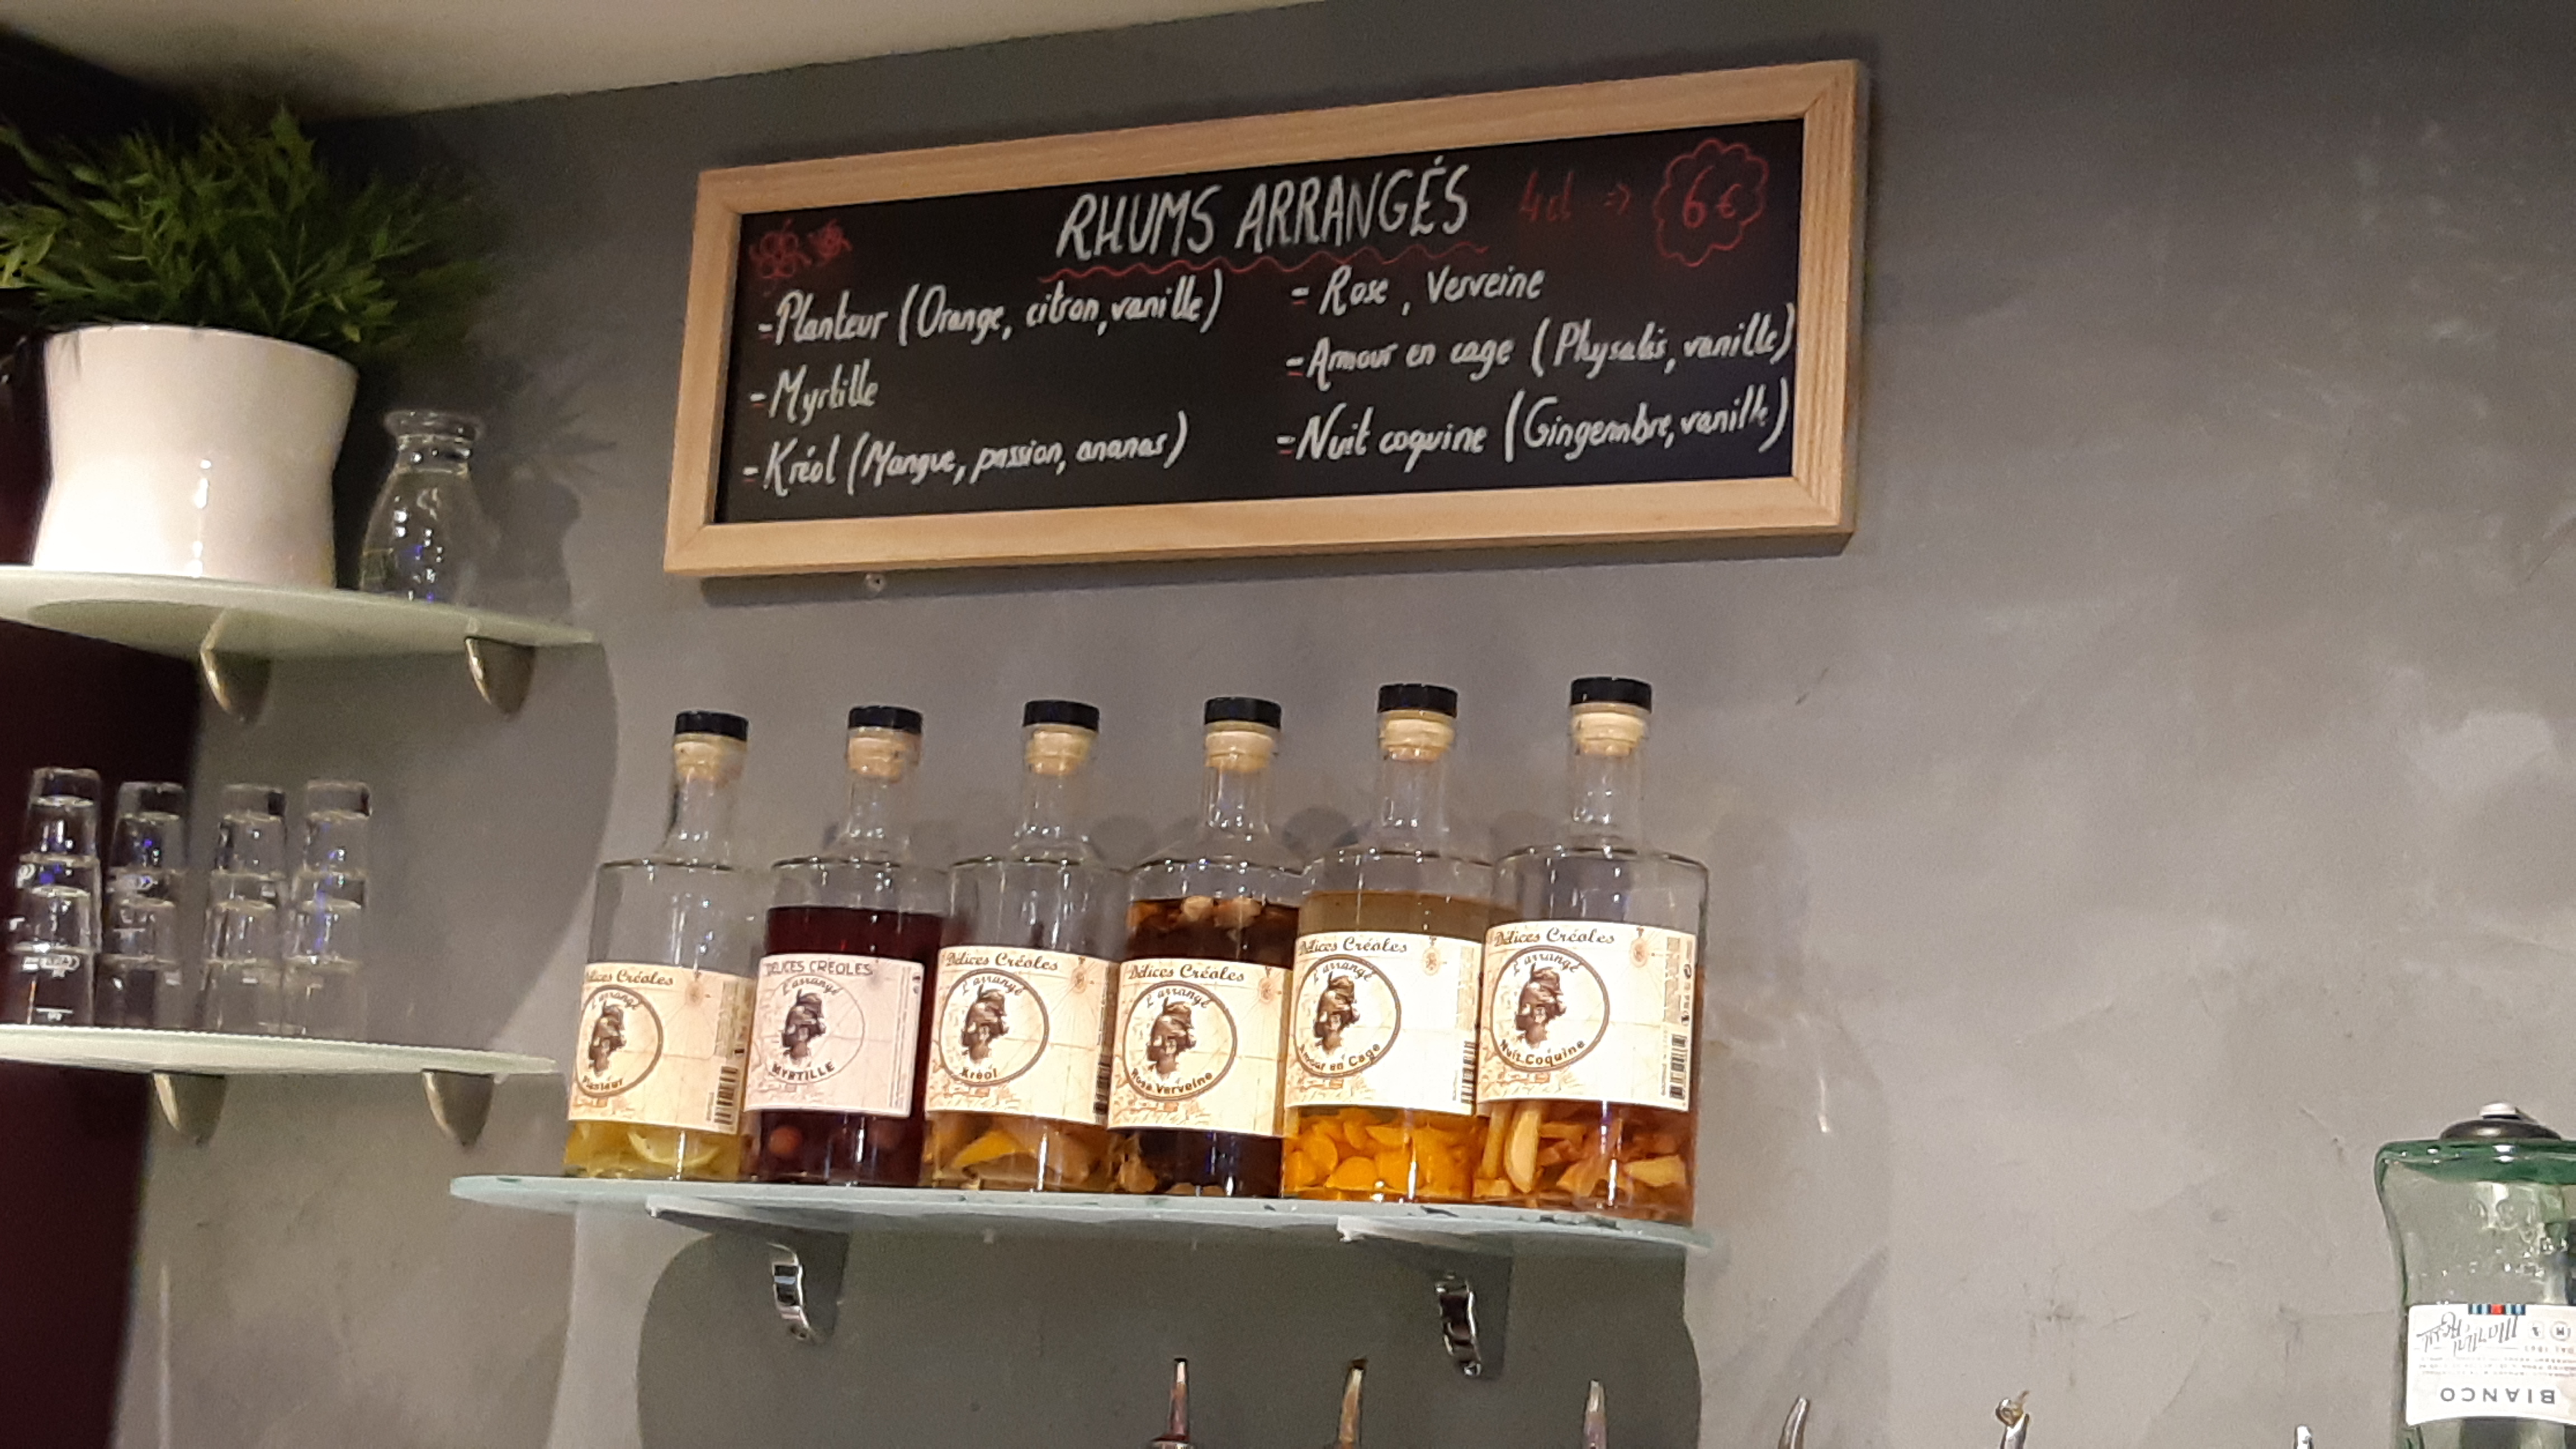 RHUMS ARRANGÉS 4cl => 6€
- Planteur (Orange, citron, vanille)
- Myrtille
- Kréol (Mangue, passion, ananas)
- Rose, Verveine
- Amour en cage (Physalis, vanille)
- Nuit coquine (Gingembre, vanille)
Délices Créoles
L'arrangé
Planteur
DÉLICES CRÉOLES
L'arrangé
MYRTILLE
Délices Créoles
L'arrangé
Kréol
Délices Créoles
L'arrangé
Rose Verveine
Délices Créoles
L'arrangé
Amour en Cage
Délices Créoles
L'arrangé
Nuit Coquine
BIANCO